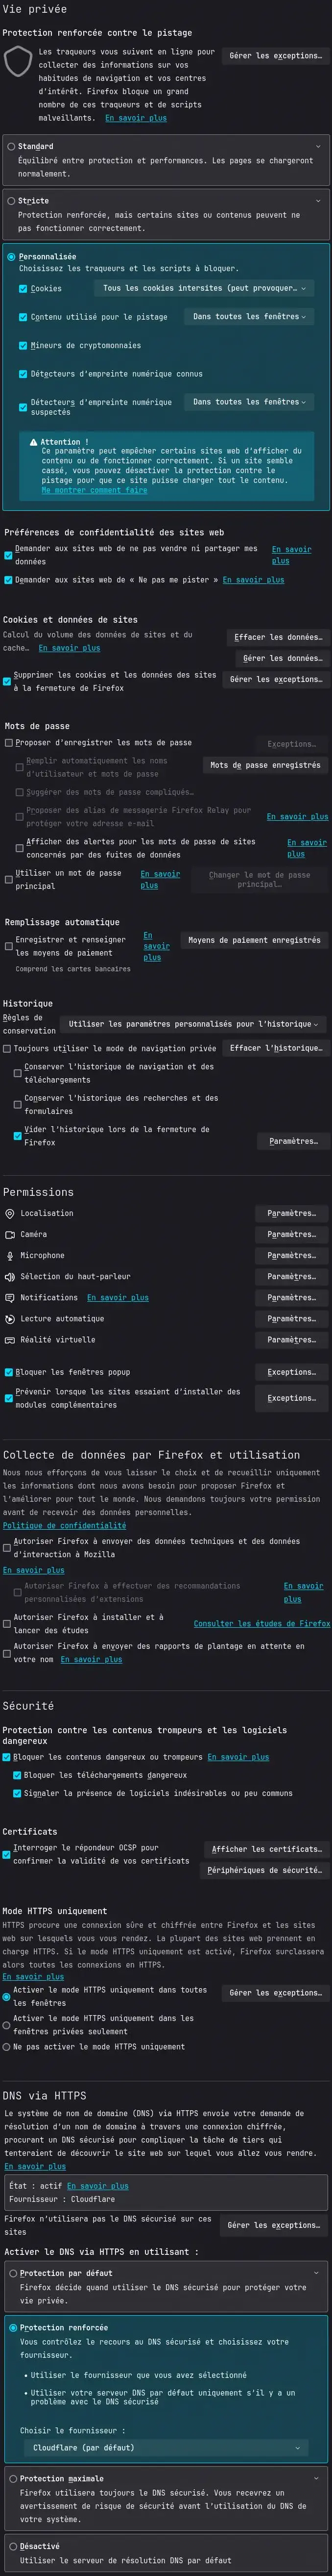 Vie privée
Protection renforcée contre le pistage
Les traqueurs vous suivent en ligne pour
collecter des informations sur vos
habitudes de navigation et vos centres
d'intérêt. Firefox bloque un grand
nombre de ces traqueurs et de scripts
malveillants. En savoir plus
Gérer les exceptions…
Standard
Équilibré entre protection et performances. Les pages se chargeront
normalement.
Stricte
Protection renforcée, mais certains sites ou contenus peuvent ne
pas fonctionner correctement.
Personnalisée
Choisissez les traqueurs et les scripts à bloquer.
Cookies
Tous les cookies intersites (peut provoquer…
Contenu utilisé pour le pistage
Dans toutes les fenêtres
Mineurs de cryptomonnaies
Détecteurs d'empreinte numérique connus
Détecteurs d'empreinte numérique
suspectés
Dans toutes les fenêtres
Attention !
Ce paramètre peut empêcher certains sites web d'afficher du
contenu ou de fonctionner correctement. Si un site semble
cassé, vous pouvez désactiver la protection contre le
pistage pour que ce site puisse charger tout le contenu.
Me montrer comment faire
Préférences de confidentialité des sites web
Demander aux sites web de ne pas vendre ni partager mes
données
En savoir
plus
Demander aux sites web de « Ne pas me pister » En savoir plus
Cookies et données de sites
Calcul du volume des données de sites et du
cache… En savoir plus
Effacer les données…
Gérer les données…
Supprimer les cookies et les données des sites
à la fermeture de Firefox
Gérer les exceptions…
Mots de passe
Proposer d'enregistrer les mots de passe
Exceptions…
Remplir automatiquement les noms
d'utilisateur et mots de passe
Mots de passe enregistrés
Suggérer des mots de passe compliqués…
Proposer des alias de messagerie Firefox Relay pour
protéger votre adresse e-mail
En savoir plus
Afficher des alertes pour les mots de passe de sites
concernés par des fuites de données
En savoir
plus
Utiliser un mot de passe
principal
En savoir
plus
Changer le mot de passe
principal…
Remplissage automatique
Enregistrer et renseigner
les moyens de paiement
En
savoir
plus
Moyens de paiement enregistrés
Comprend les cartes bancaires
Historique
Règles de
conservation
Utiliser les paramètres personnalisés pour l'historique
Toujours utiliser le mode de navigation privée
Effacer l'historique…
Conserver l'historique de navigation et des
téléchargements
Conserver l'historique des recherches et des
formulaires
Vider l'historique lors de la fermeture de
Firefox
Paramètres…
Permissions
Localisation
Paramètres…
Caméra
Paramètres…
Microphone
Paramètres…
Sélection du haut-parleur
Paramètres…
Notifications En savoir plus
Paramètres…
Lecture automatique
Paramètres…
Réalité virtuelle
Paramètres…
Bloquer les fenêtres popup
Exceptions…
Prévenir lorsque les sites essaient d'installer des
modules complémentaires
Exceptions…
Collecte de données par Firefox et utilisation
Nous nous efforçons de vous laisser le choix et de recueillir uniquement
les informations dont nous avons besoin pour proposer Firefox et
l'améliorer pour tout le monde. Nous demandons toujours votre permission
avant de recevoir des données personnelles.
Politique de confidentialité
Autoriser Firefox à envoyer des données techniques et des données
d'interaction à Mozilla
En savoir plus
Autoriser Firefox à effectuer des recommandations
personnalisées d'extensions
En savoir
plus
Autoriser Firefox à installer et à
lancer des études
Consulter les études de Firefox
Autoriser Firefox à envoyer des rapports de plantage en attente en
votre nom En savoir plus
Sécurité
Protection contre les contenus trompeurs et les logiciels
dangereux
Bloquer les contenus dangereux ou trompeurs En savoir plus
Bloquer les téléchargements dangereux
Signaler la présence de logiciels indésirables ou peu communs
Certificats
Interroger le répondeur OCSP pour
confirmer la validité de vos certificats
Afficher les certificats…
Périphériques de sécurité…
Mode HTTPS uniquement
HTTPS procure une connexion sûre et chiffrée entre Firefox et les sites
web sur lesquels vous vous rendez. La plupart des sites web prennent en
charge HTTPS. Si le mode HTTPS uniquement est activé, Firefox surclassera
alors toutes les connexions en HTTPS.
En savoir plus
Activer le mode HTTPS uniquement dans toutes
les fenêtres
Gérer les exceptions…
Activer le mode HTTPS uniquement dans les
fenêtres privées seulement
Ne pas activer le mode HTTPS uniquement
DNS via HTTPS
Le système de nom de domaine (DNS) via HTTPS envoie votre demande de
résolution d'un nom de domaine à travers une connexion chiffrée,
procurant un DNS sécurisé pour compliquer la tâche de tiers qui
tenteraient de découvrir le site web sur lequel vous allez vous rendre.
En savoir plus
État : actif En savoir plus
Fournisseur : Cloudflare
Firefox n'utilisera pas le DNS sécurisé sur ces
sites
Gérer les exceptions…
Activer le DNS via HTTPS en utilisant :
Protection par défaut
Firefox décide quand utiliser le DNS sécurisé pour protéger votre
vie privée.
Protection renforcée
Vous contrôlez le recours au DNS sécurisé et choisissez votre
fournisseur.
• Utiliser le fournisseur que vous avez sélectionné
• Utiliser votre serveur DNS par défaut uniquement s'il y a un
problème avec le DNS sécurisé
Choisir le fournisseur :
Cloudflare (par défaut)
Protection maximale
Firefox utilisera toujours le DNS sécurisé. Vous recevrez un
avertissement de risque de sécurité avant l'utilisation du DNS de
votre système.
Désactivé
Utiliser le serveur de résolution DNS par défaut